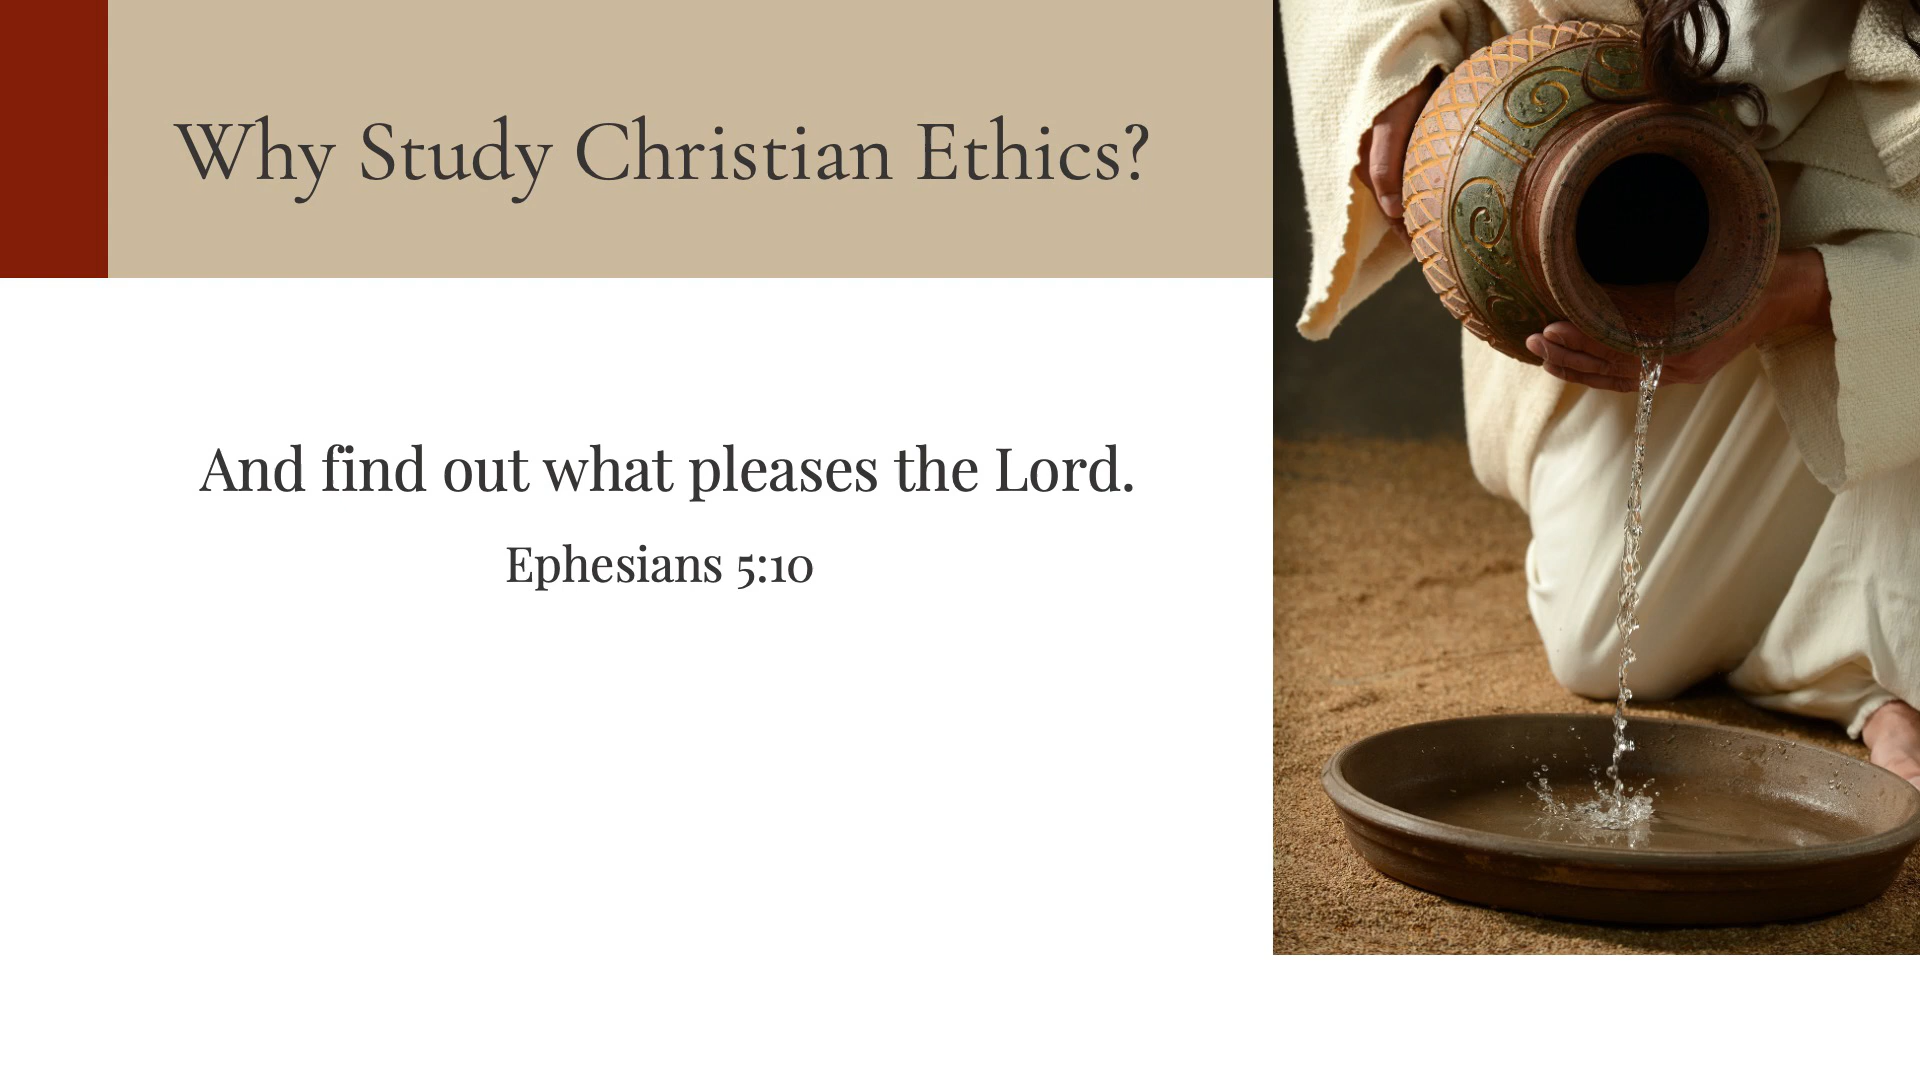 Why Study Christian Ethics?
And find out what pleases the Lord.
Ephesians 5:10